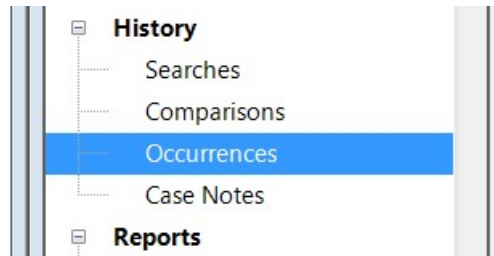 History
Searches
Comparisons
Occurrences
Case Notes
Reports